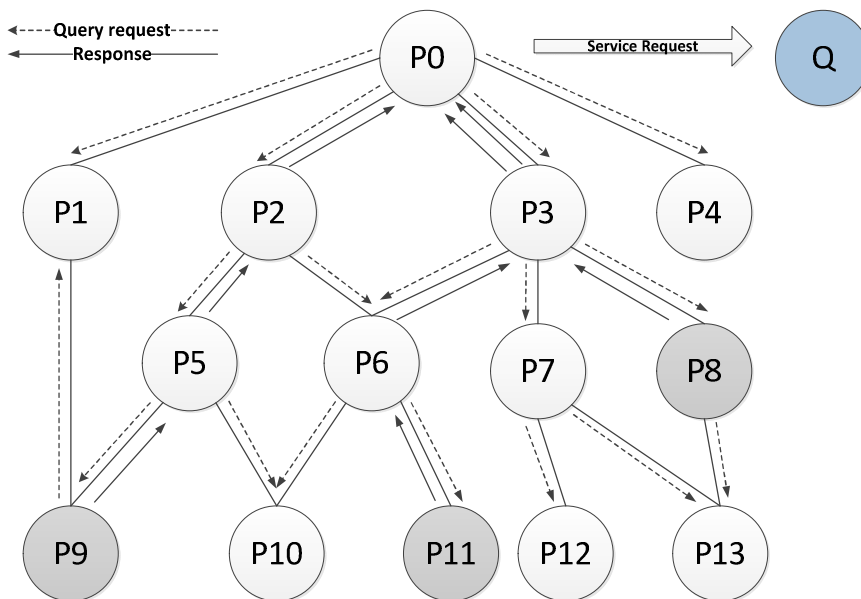 Query request
Response
P0
Service Request
Q
P1
P2
P3
P4
P5
P6
P7
P8
P9
P10
P11
P12
P13